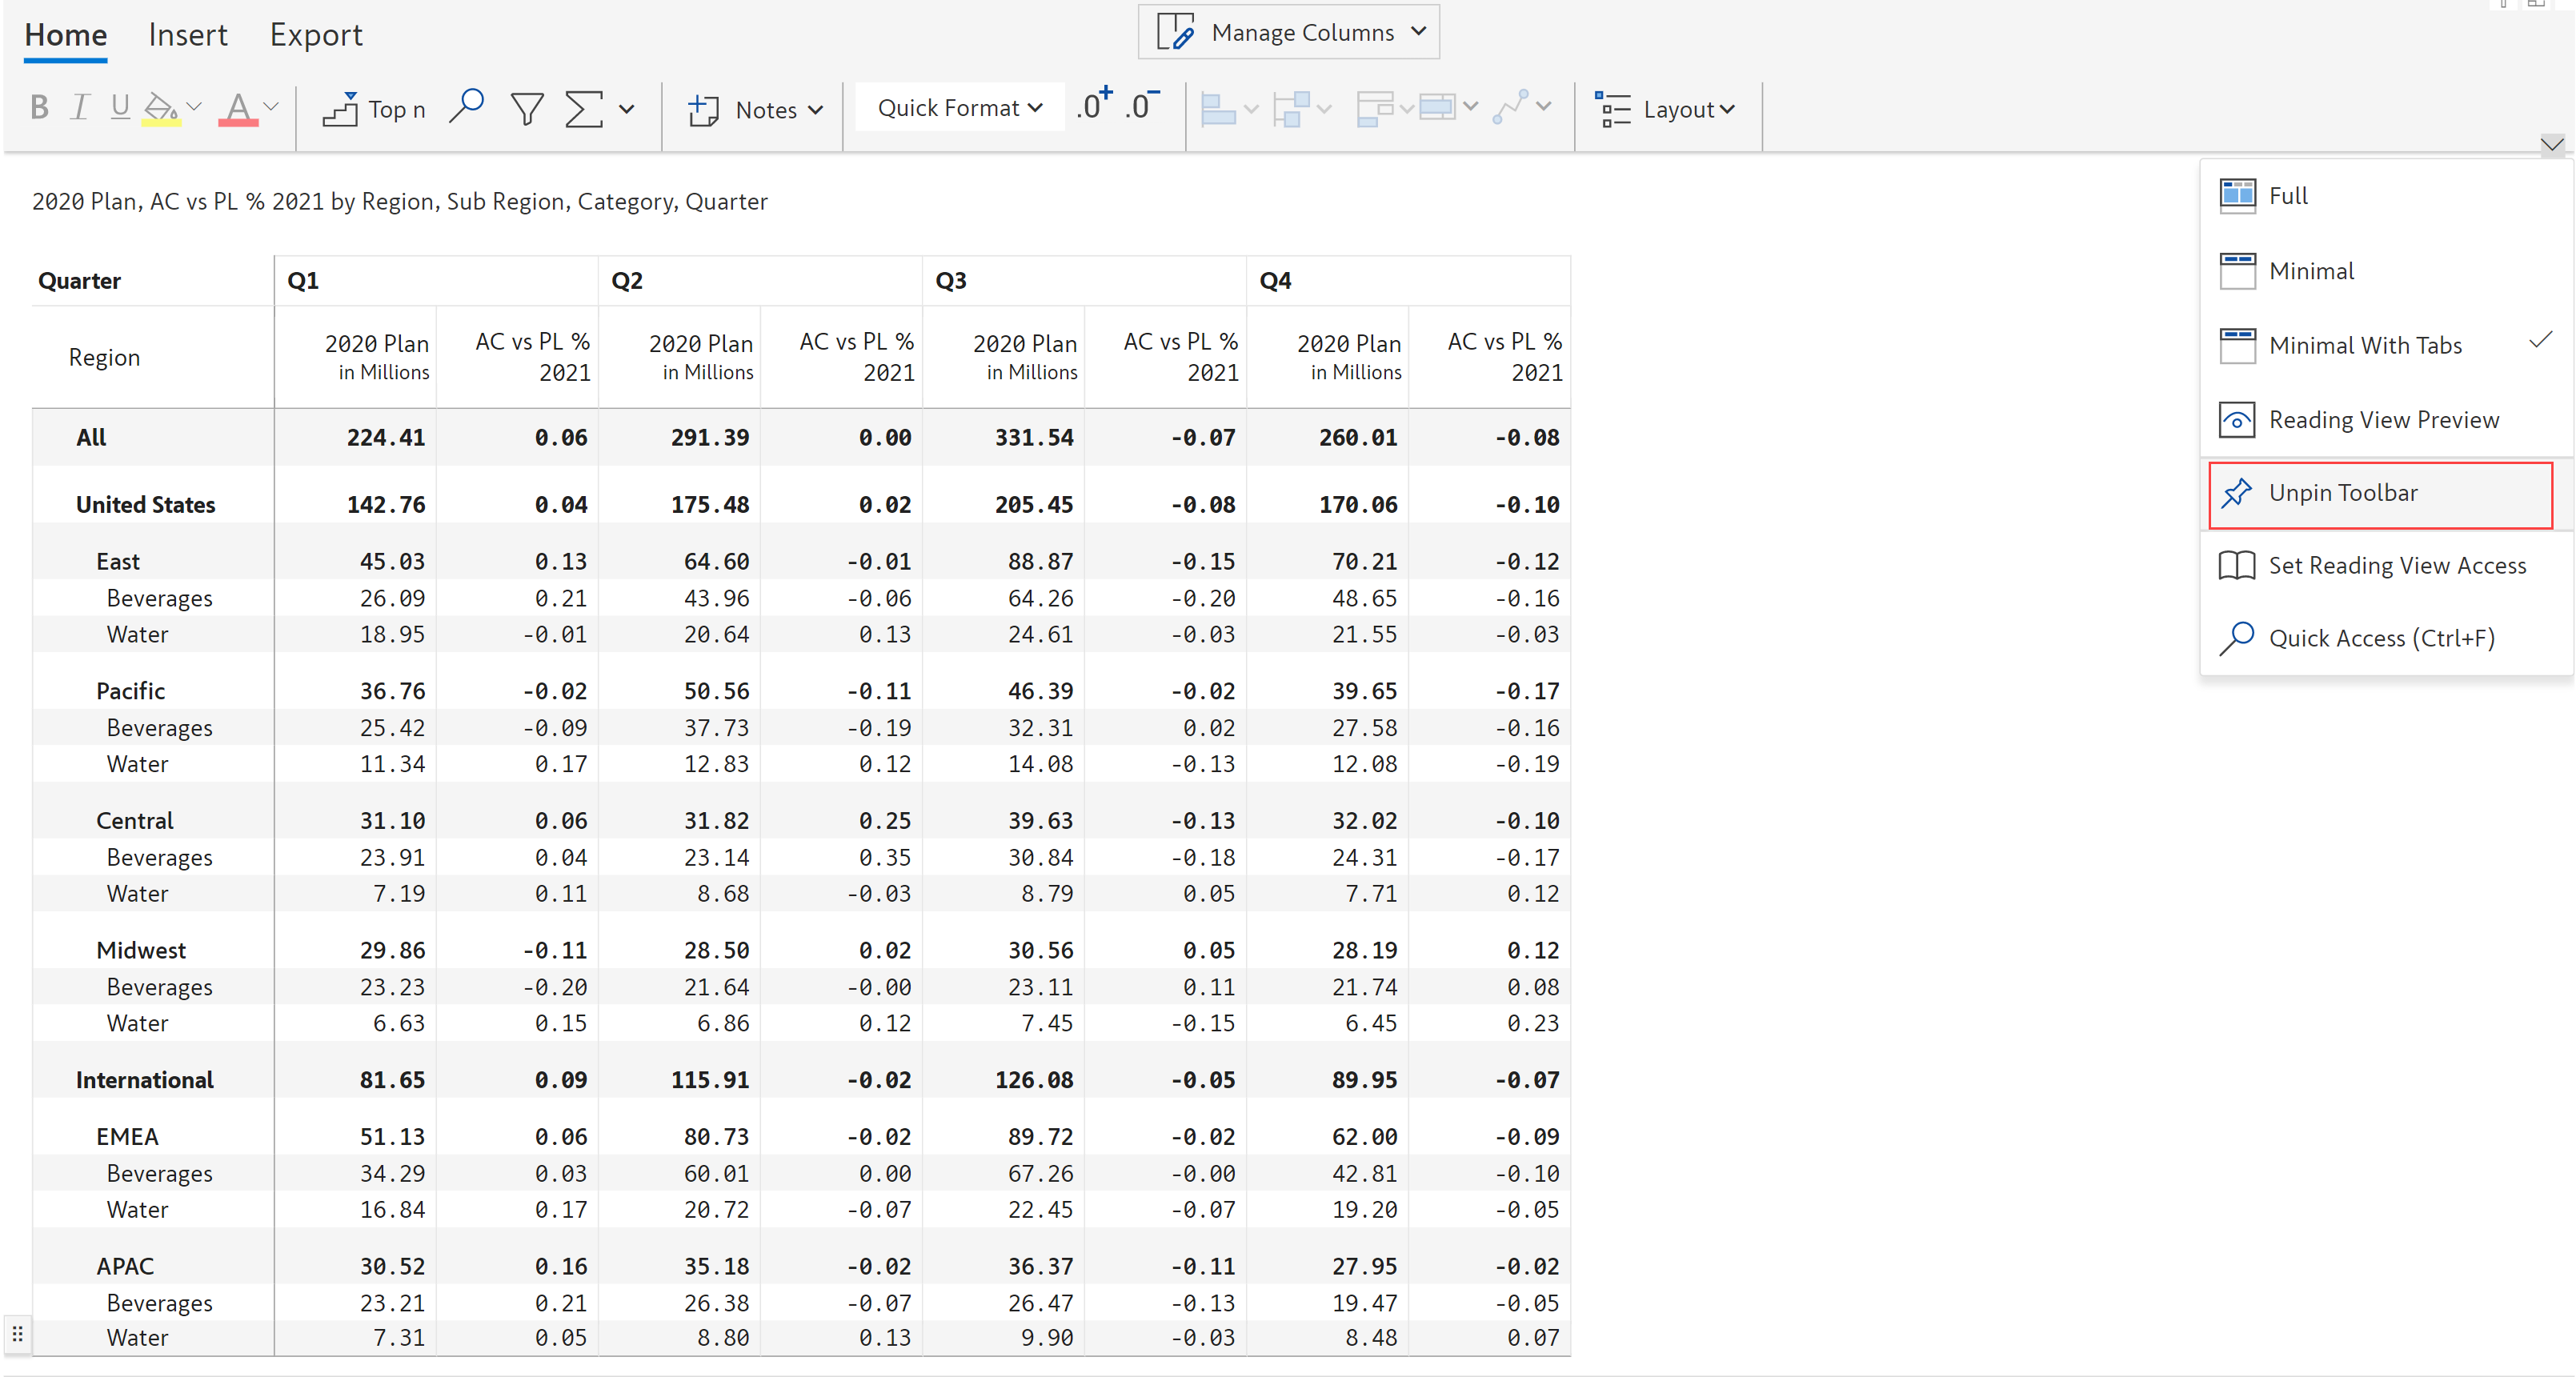 Home Insert Export Manage Columns
B I U A Top n Notes Quick Format .0+ .0- Layout
2020 Plan, AC vs PL % 2021 by Region, Sub Region, Category, Quarter
Full
Minimal
Minimal With Tabs
Reading View Preview
Unpin Toolbar
Set Reading View Access
Quick Access (Ctrl+F)
Quarter Q1 Q2 Q3 Q4
Region 2020 Plan in Millions AC vs PL % 2021 2020 Plan in Millions AC vs PL % 2021 2020 Plan in Millions AC vs PL % 2021 2020 Plan in Millions AC vs PL % 2021
All 224.41 0.06 291.39 0.00 331.54 -0.07 260.01 -0.08
United States 142.76 0.04 175.48 0.02 205.45 -0.08 170.06 -0.10
East 45.03 0.13 64.60 -0.01 88.87 -0.15 70.21 -0.12
Beverages 26.09 0.21 43.96 -0.06 64.26 -0.20 48.65 -0.16
Water 18.95 -0.01 20.64 0.13 24.61 -0.03 21.55 -0.03
Pacific 36.76 -0.02 50.56 -0.11 46.39 -0.02 39.65 -0.17
Beverages 25.42 -0.09 37.73 -0.19 32.31 0.02 27.58 -0.16
Water 11.34 0.17 12.83 0.12 14.08 -0.13 12.08 -0.19
Central 31.10 0.06 31.82 0.25 39.63 -0.13 32.02 -0.10
Beverages 23.91 0.04 23.14 0.35 30.84 -0.18 24.31 -0.17
Water 7.19 0.11 8.68 -0.03 8.79 0.05 7.71 0.12
Midwest 29.86 -0.11 28.50 0.02 30.56 0.05 28.19 0.12
Beverages 23.23 -0.20 21.64 -0.00 23.11 0.11 21.74 0.08
Water 6.63 0.15 6.86 0.12 7.45 -0.15 6.45 0.23
International 81.65 0.09 115.91 -0.02 126.08 -0.05 89.95 -0.07
EMEA 51.13 0.06 80.73 -0.02 89.72 -0.02 62.00 -0.09
Beverages 34.29 0.03 60.01 0.00 67.26 -0.00 42.81 -0.10
Water 16.84 0.17 20.72 -0.07 22.45 -0.07 19.20 -0.05
APAC 30.52 0.16 35.18 -0.02 36.37 -0.11 27.95 -0.02
Beverages 23.21 0.21 26.38 -0.07 26.47 -0.13 19.47 -0.05
Water 7.31 0.05 8.80 0.13 9.90 -0.03 8.48 0.07